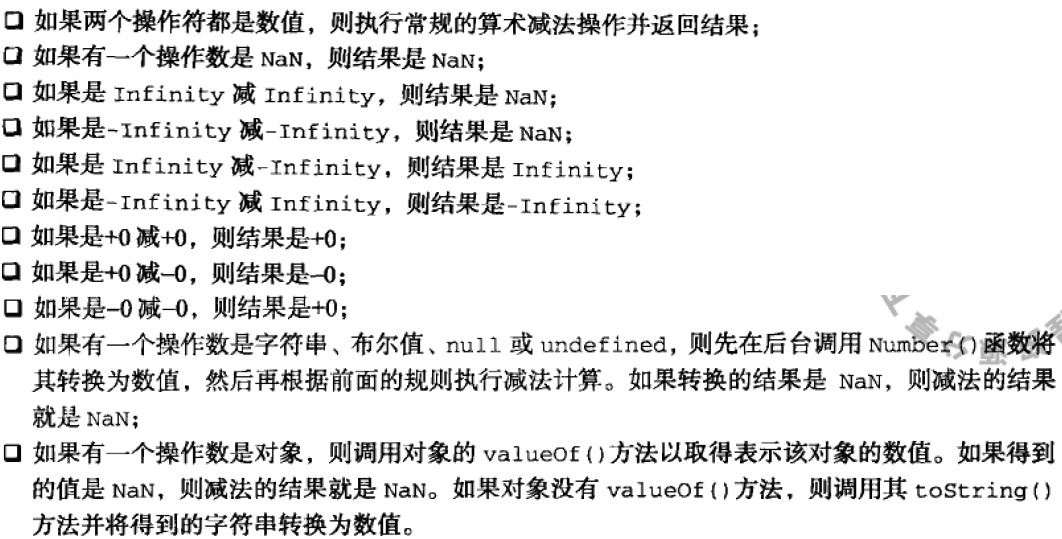 ❑ 如果两个操作符都是数值，则执行常规的算术减法操作并返回结果；
❑ 如果有一个操作数是 NaN，则结果是 NaN；
❑ 如果是 Infinity 减 Infinity，则结果是 NaN；
❑ 如果是-Infinity 减-Infinity，则结果是 NaN；
❑ 如果是 Infinity 减-Infinity，则结果是 Infinity；
❑ 如果是-Infinity 减 Infinity，则结果是-Infinity；
❑ 如果是+0 减+0，则结果是+0；
❑ 如果是+0 减–0，则结果是–0；
❑ 如果是–0 减–0，则结果是+0；
❑ 如果有一个操作数是字符串、布尔值、null 或 undefined，则先在后台调用 Number()函数将
其转换为数值，然后再根据前面的规则执行减法计算。如果转换的结果是 NaN，则减法的结果
就是 NaN；
❑ 如果有一个操作数是对象，则调用对象的 valueOf()方法以取得表示该对象的数值。如果得到
的值是 NaN，则减法的结果就是 NaN。如果对象没有 valueOf()方法，则调用其 toString()
方法并将得到的字符串转换为数值。